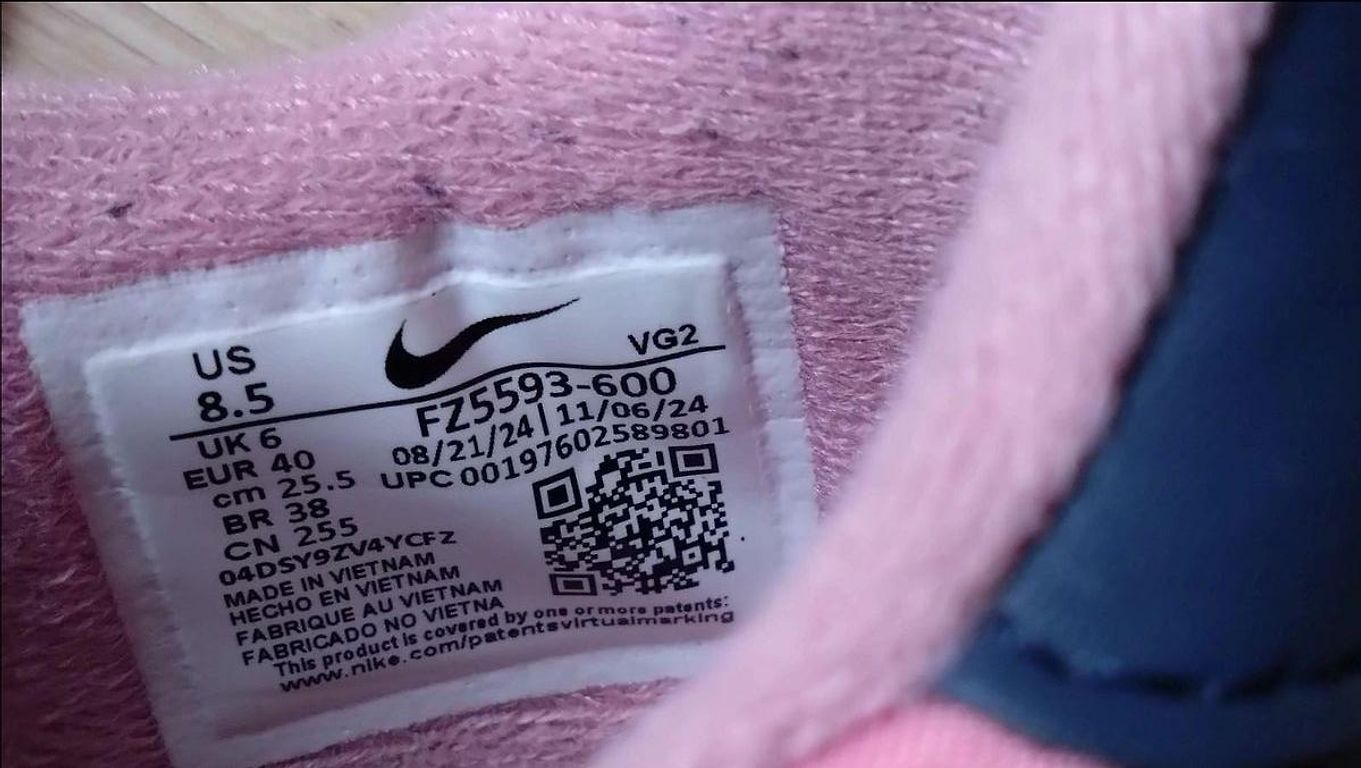 US
8.5
VG2
UK 6
EUR 40
cm 25.5
BR 38
CN 255
FZ5593-600
08/21/24|11/06/24
UPC 00197602589801
04DSY9ZV4YCFZ
MADE IN VIETNAM
HECHO EN VIETNAM
FABRIQUE AU VIETNAM
FABRICADO NO VIETNA
This product is covered by one or more patents:
www.nike.com/patentsvirtualmarking